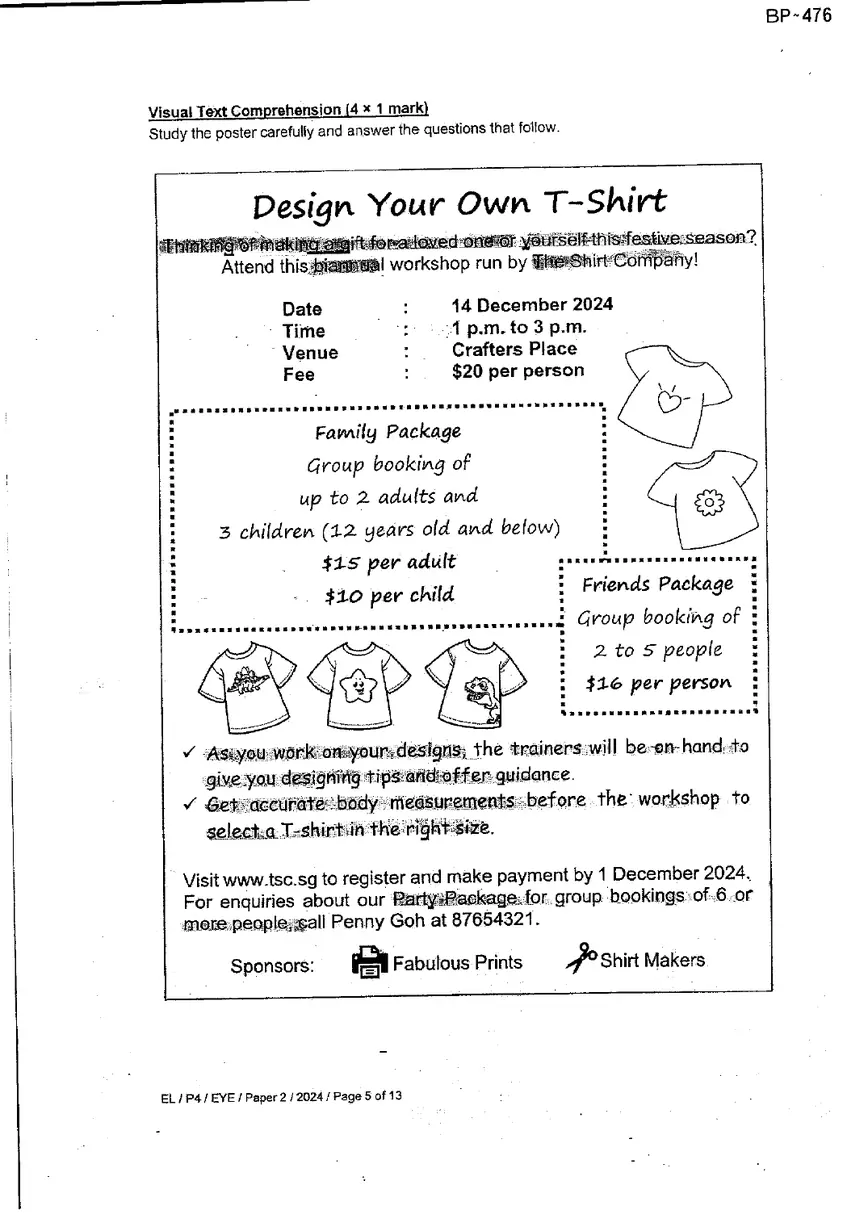 BP~476
Visual Text Comprehension (4 × 1 mark)
Study the poster carefully and answer the questions that follow.
Design Your Own T-Shirt
Thinking of making a gift for a loved one or yourself this festive season?
Attend this biannual workshop run by The Shirt Company!
Date : 14 December 2024
Time : 1 p.m. to 3 p.m.
Venue : Crafters Place
Fee : $20 per person
Family Package
Group booking of
up to 2 adults and
3 children (12 years old and below)
$15 per adult
$10 per child
Friends Package
Group booking of
2 to 5 people
$16 per person
✓ As you work on your designs, the trainers will be on hand to
give you designing tips and offer guidance.
✓ Get accurate body measurements before the workshop to
select a T-shirt in the right size.
Visit www.tsc.sg to register and make payment by 1 December 2024.
For enquiries about our Party Package for group bookings of 6 or
more people, call Penny Goh at 87654321.
Sponsors: Fabulous Prints Shirt Makers
EL / P4 / EYE / Paper 2 / 2024 / Page 5 of 13